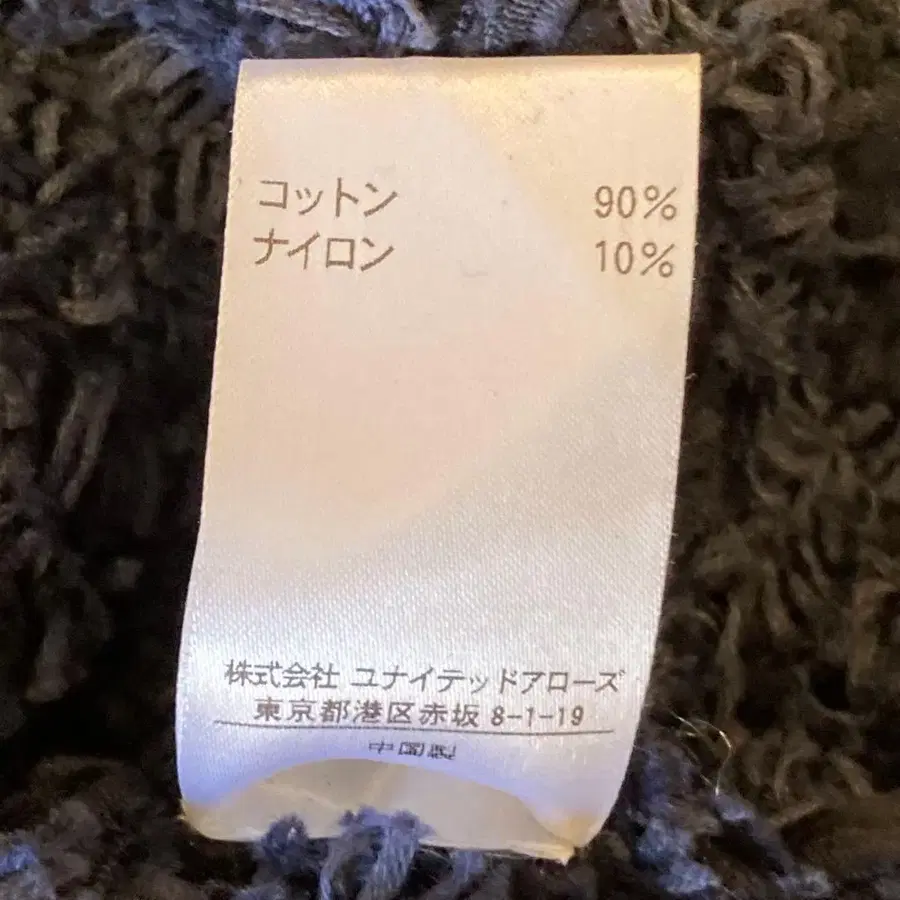 コットン 90%
ナイロン 10%
株式会社 ユナイテッドアローズ
東京都港区赤坂 8-1-19
中国製